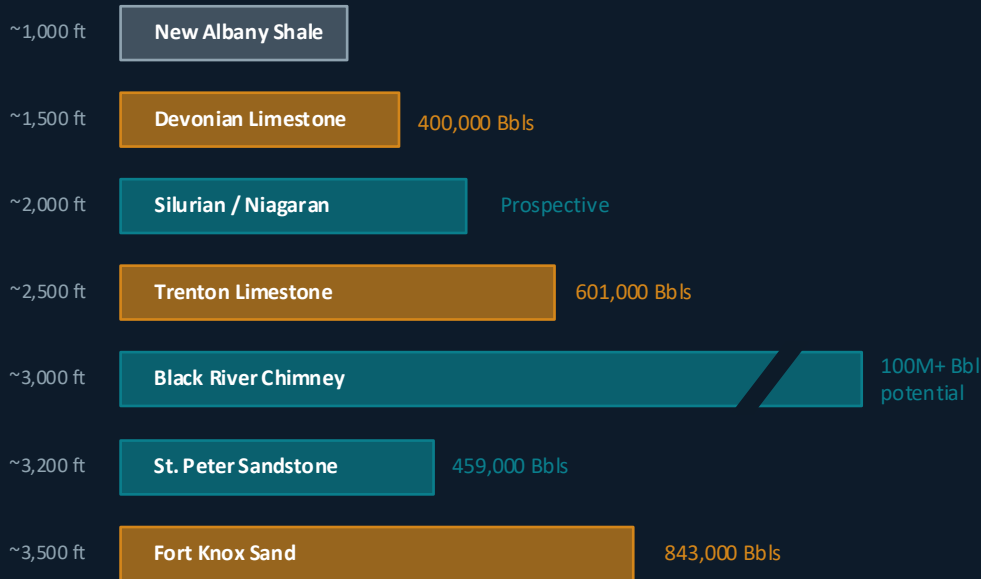 ~1,000 ft New Albany Shale
~1,500 ft Devonian Limestone 400,000 Bbls
~2,000 ft Silurian / Niagaran Prospective
~2,500 ft Trenton Limestone 601,000 Bbls
~3,000 ft Black River Chimney 100M+ Bbl
potential
~3,200 ft St. Peter Sandstone 459,000 Bbls
~3,500 ft Fort Knox Sand 843,000 Bbls